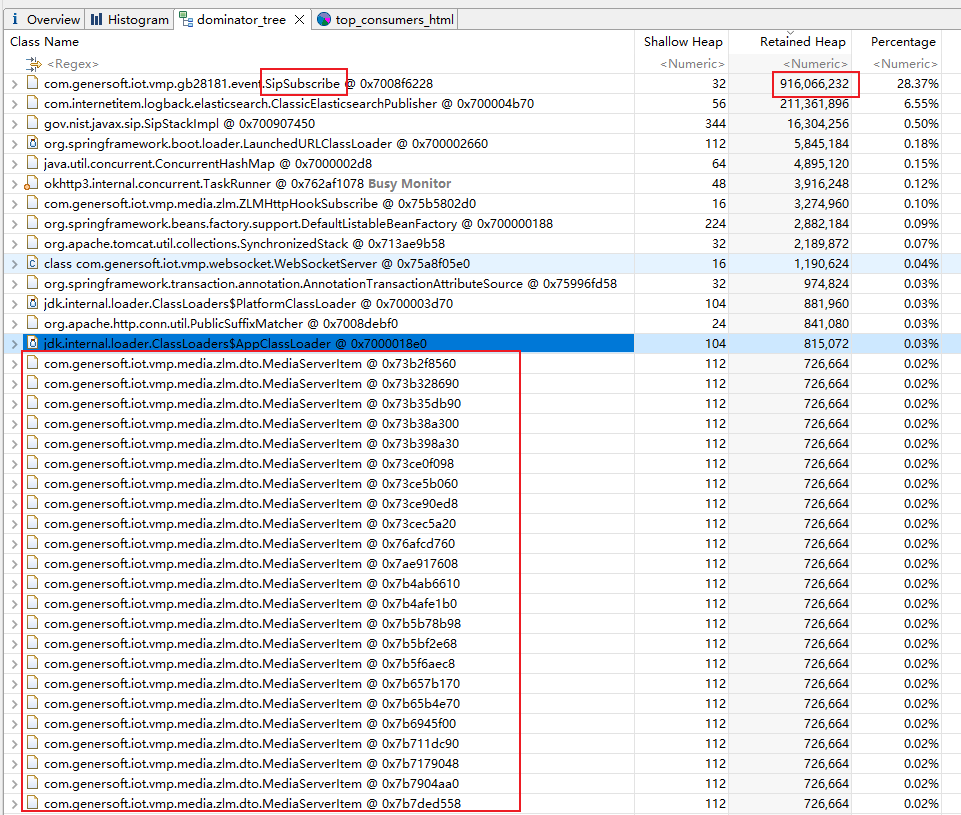 i Overview Histogram dominator_tree top_consumers_html
Class Name Shallow Heap Retained Heap Percentage
<Regex> <Numeric> <Numeric> <Numeric>
com.genersoft.iot.vmp.gb28181.event.SipSubscribe @ 0x7008f6228 32 916,066,232 28.37%
com.internetitem.logback.elasticsearch.ClassicElasticsearchPublisher @ 0x700004b70 56 211,361,896 6.55%
gov.nist.javax.sip.SipStackImpl @ 0x700907450 344 16,304,256 0.50%
org.springframework.boot.loader.LaunchedURLClassLoader @ 0x700002660 112 5,845,184 0.18%
java.util.concurrent.ConcurrentHashMap @ 0x7000002d8 64 4,895,120 0.15%
okhttp3.internal.concurrent.TaskRunner @ 0x762af1078 Busy Monitor 48 3,916,248 0.12%
com.genersoft.iot.vmp.media.zlm.ZLMHttpHookSubscribe @ 0x75b5802d0 16 3,274,960 0.10%
org.springframework.beans.factory.support.DefaultListableBeanFactory @ 0x700000188 224 2,882,184 0.09%
org.apache.tomcat.util.collections.SynchronizedStack @ 0x713ae9b58 32 2,189,872 0.07%
class com.genersoft.iot.vmp.websocket.WebSocketServer @ 0x75a8f05e0 16 1,190,624 0.04%
org.springframework.transaction.annotation.AnnotationTransactionAttributeSource @ 0x75996fd58 32 974,824 0.03%
jdk.internal.loader.ClassLoaders$PlatformClassLoader @ 0x700003d70 104 881,960 0.03%
org.apache.http.conn.util.PublicSuffixMatcher @ 0x7008debf0 24 841,080 0.03%
jdk.internal.loader.ClassLoaders$AppClassLoader @ 0x7000018e0 104 815,072 0.03%
com.genersoft.iot.vmp.media.zlm.dto.MediaServerItem @ 0x73b2f8560 112 726,664 0.02%
com.genersoft.iot.vmp.media.zlm.dto.MediaServerItem @ 0x73b328690 112 726,664 0.02%
com.genersoft.iot.vmp.media.zlm.dto.MediaServerItem @ 0x73b35db90 112 726,664 0.02%
com.genersoft.iot.vmp.media.zlm.dto.MediaServerItem @ 0x73b38a300 112 726,664 0.02%
com.genersoft.iot.vmp.media.zlm.dto.MediaServerItem @ 0x73b398a30 112 726,664 0.02%
com.genersoft.iot.vmp.media.zlm.dto.MediaServerItem @ 0x73ce0f098 112 726,664 0.02%
com.genersoft.iot.vmp.media.zlm.dto.MediaServerItem @ 0x73ce5b060 112 726,664 0.02%
com.genersoft.iot.vmp.media.zlm.dto.MediaServerItem @ 0x73ce90ed8 112 726,664 0.02%
com.genersoft.iot.vmp.media.zlm.dto.MediaServerItem @ 0x73cec5a20 112 726,664 0.02%
com.genersoft.iot.vmp.media.zlm.dto.MediaServerItem @ 0x76afcd760 112 726,664 0.02%
com.genersoft.iot.vmp.media.zlm.dto.MediaServerItem @ 0x7ae917608 112 726,664 0.02%
com.genersoft.iot.vmp.media.zlm.dto.MediaServerItem @ 0x7b4ab6610 112 726,664 0.02%
com.genersoft.iot.vmp.media.zlm.dto.MediaServerItem @ 0x7b4afe1b0 112 726,664 0.02%
com.genersoft.iot.vmp.media.zlm.dto.MediaServerItem @ 0x7b5b78b98 112 726,664 0.02%
com.genersoft.iot.vmp.media.zlm.dto.MediaServerItem @ 0x7b5bf2e68 112 726,664 0.02%
com.genersoft.iot.vmp.media.zlm.dto.MediaServerItem @ 0x7b5f6aec8 112 726,664 0.02%
com.genersoft.iot.vmp.media.zlm.dto.MediaServerItem @ 0x7b657b170 112 726,664 0.02%
com.genersoft.iot.vmp.media.zlm.dto.MediaServerItem @ 0x7b65b4e70 112 726,664 0.02%
com.genersoft.iot.vmp.media.zlm.dto.MediaServerItem @ 0x7b6945f00 112 726,664 0.02%
com.genersoft.iot.vmp.media.zlm.dto.MediaServerItem @ 0x7b711dc90 112 726,664 0.02%
com.genersoft.iot.vmp.media.zlm.dto.MediaServerItem @ 0x7b7179048 112 726,664 0.02%
com.genersoft.iot.vmp.media.zlm.dto.MediaServerItem @ 0x7b7904aa0 112 726,664 0.02%
com.genersoft.iot.vmp.media.zlm.dto.MediaServerItem @ 0x7b7ded558 112 726,664 0.02%